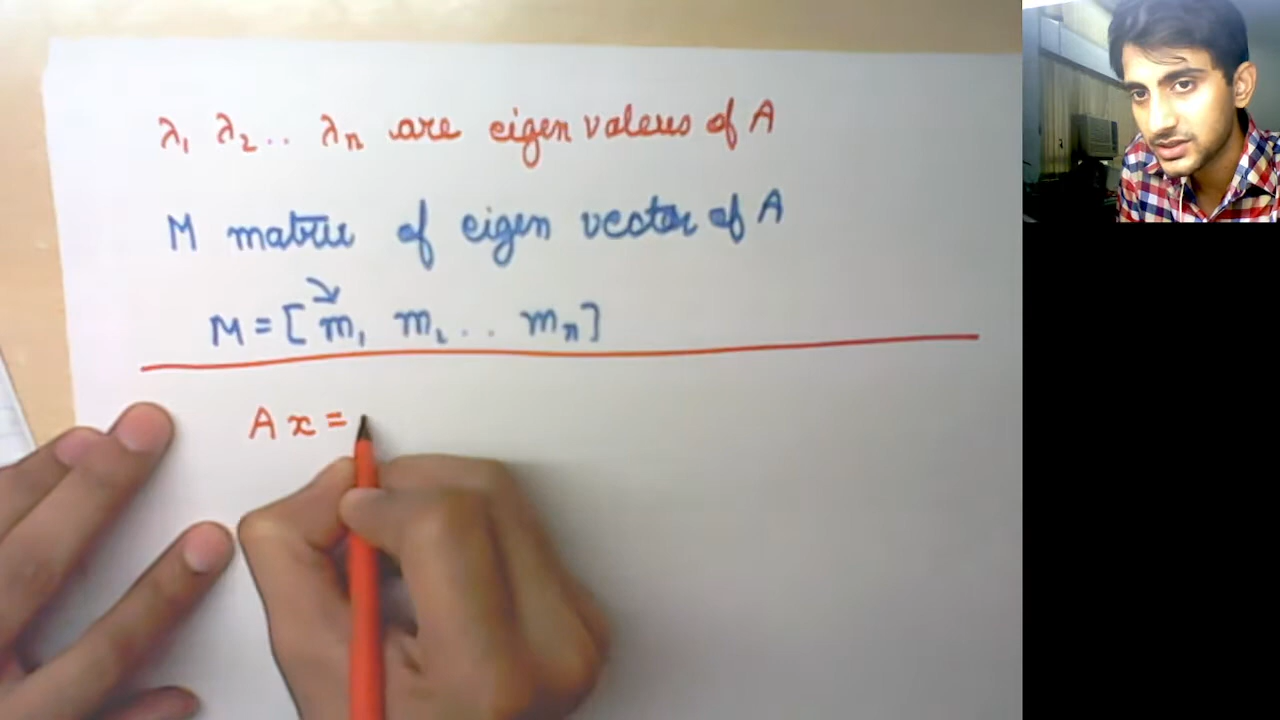 λ₁ λ₂ .. λₙ are eigen values of A
M matrix of eigen vector of A
M = [ m₁ m₂ .. mₙ ]
A x =